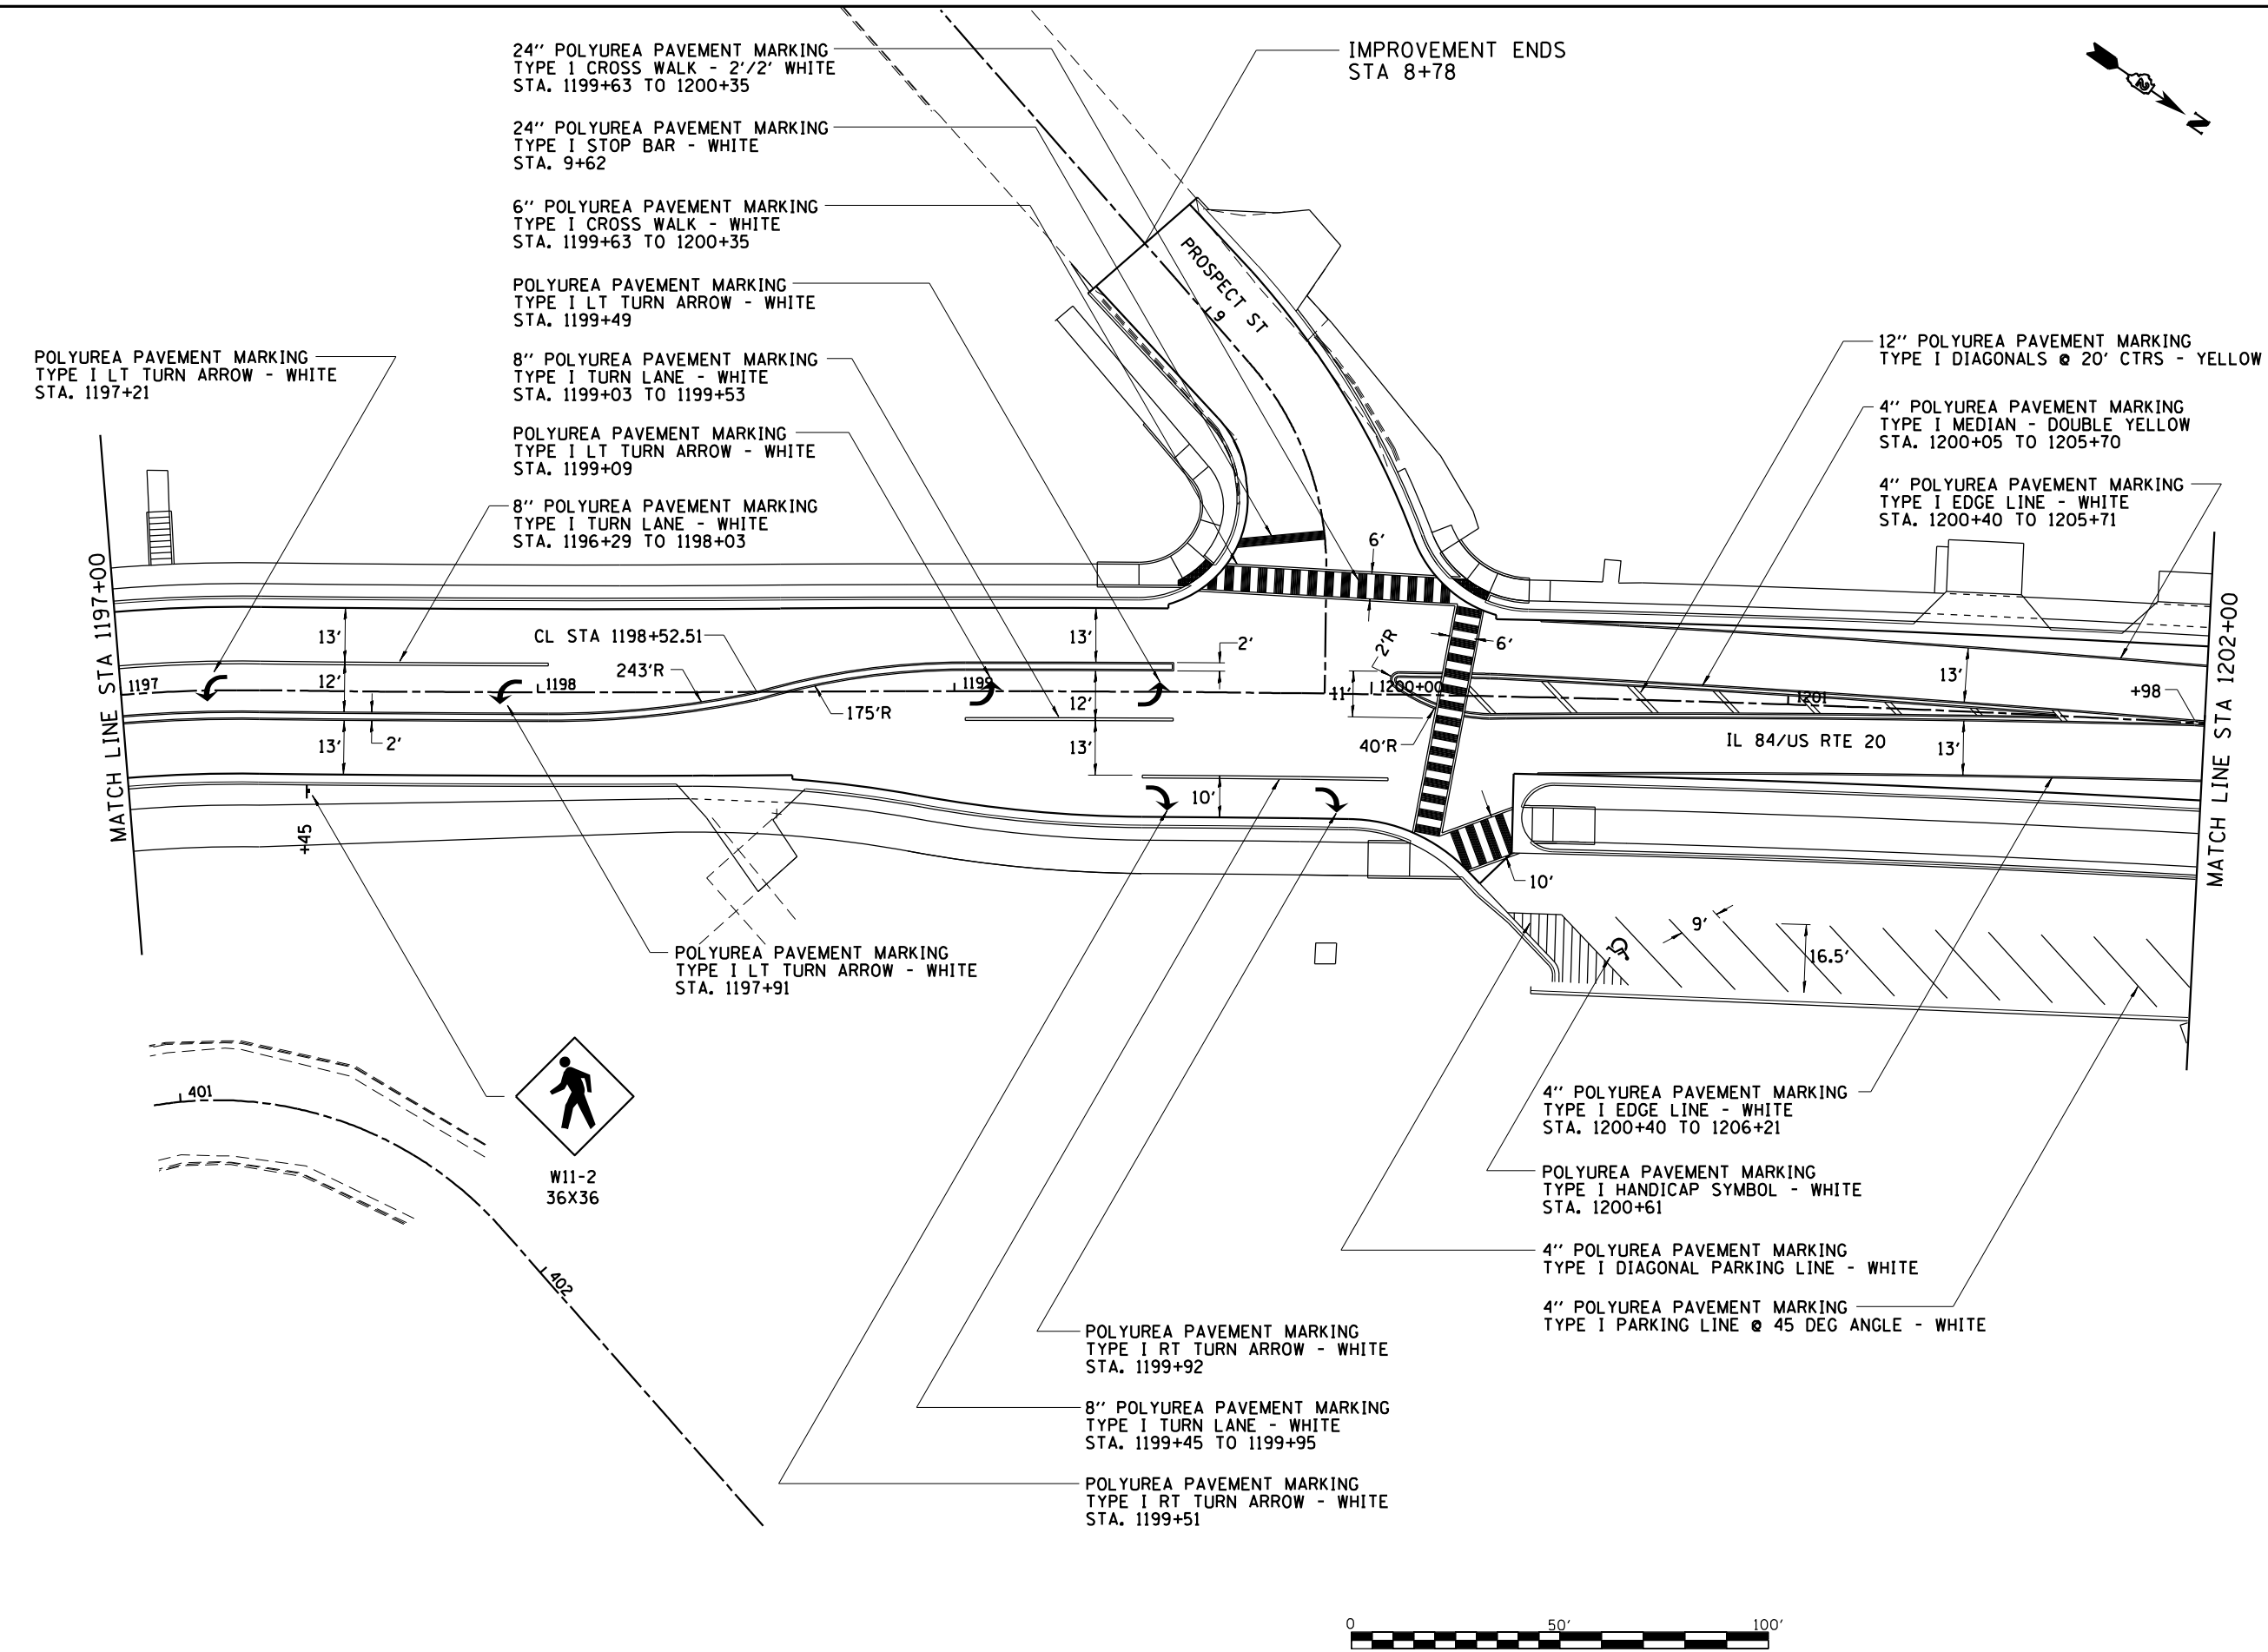 24'' POLYUREA PAVEMENT MARKING
TYPE 1 CROSS WALK - 2'/2' WHITE
STA. 1199+63 TO 1200+35
IMPROVEMENT ENDS
STA 8+78
N
24'' POLYUREA PAVEMENT MARKING
TYPE I STOP BAR - WHITE
STA. 9+62
6'' POLYUREA PAVEMENT MARKING
TYPE I CROSS WALK - WHITE
STA. 1199+63 TO 1200+35
POLYUREA PAVEMENT MARKING
TYPE I LT TURN ARROW - WHITE
STA. 1199+49
POLYUREA PAVEMENT MARKING
TYPE I LT TURN ARROW - WHITE
STA. 1197+21
8'' POLYUREA PAVEMENT MARKING
TYPE I TURN LANE - WHITE
STA. 1199+03 TO 1199+53
POLYUREA PAVEMENT MARKING
TYPE I LT TURN ARROW - WHITE
STA. 1199+09
8'' POLYUREA PAVEMENT MARKING
TYPE I TURN LANE - WHITE
STA. 1196+29 TO 1198+03
PROSPECT ST
9
12'' POLYUREA PAVEMENT MARKING
TYPE I DIAGONALS @ 20' CTRS - YELLOW
4'' POLYUREA PAVEMENT MARKING
TYPE I MEDIAN - DOUBLE YELLOW
STA. 1200+05 TO 1205+70
4'' POLYUREA PAVEMENT MARKING
TYPE I EDGE LINE - WHITE
STA. 1200+40 TO 1205+71
MATCH LINE STA 1197+00
MATCH LINE STA 1202+00
6'
13'
CL STA 1198+52.51
13'
2'
2'R
6'
243'R
12'
1197
1198
1199
1200+00
1201
+98
13'
11'
12'
175'R
2'
13'
13'
40'R
IL 84/US RTE 20
13'
10'
+45
10'
9'
16.5'
POLYUREA PAVEMENT MARKING
TYPE I LT TURN ARROW - WHITE
STA. 1197+91
401
402
W11-2
36X36
4'' POLYUREA PAVEMENT MARKING
TYPE I EDGE LINE - WHITE
STA. 1200+40 TO 1206+21
POLYUREA PAVEMENT MARKING
TYPE I HANDICAP SYMBOL - WHITE
STA. 1200+61
4'' POLYUREA PAVEMENT MARKING
TYPE I DIAGONAL PARKING LINE - WHITE
4'' POLYUREA PAVEMENT MARKING
TYPE I PARKING LINE @ 45 DEG ANGLE - WHITE
POLYUREA PAVEMENT MARKING
TYPE I RT TURN ARROW - WHITE
STA. 1199+92
8'' POLYUREA PAVEMENT MARKING
TYPE I TURN LANE - WHITE
STA. 1199+45 TO 1199+95
POLYUREA PAVEMENT MARKING
TYPE I RT TURN ARROW - WHITE
STA. 1199+51
0 50' 100'